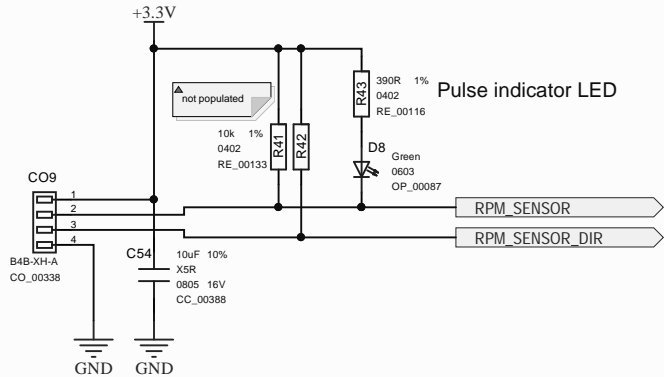 +3.3V
not populated
390R 1%
0402
RE_00116
R43
Pulse indicator LED
10k 1%
0402
RE_00133
R41
R42
D8
Green
0603
OP_00087
CO9
1
2
3
4
B4B-XH-A
CO_00338
RPM_SENSOR
RPM_SENSOR_DIR
C54
10uF 10%
X5R
0805 16V
CC_00388
GND
GND